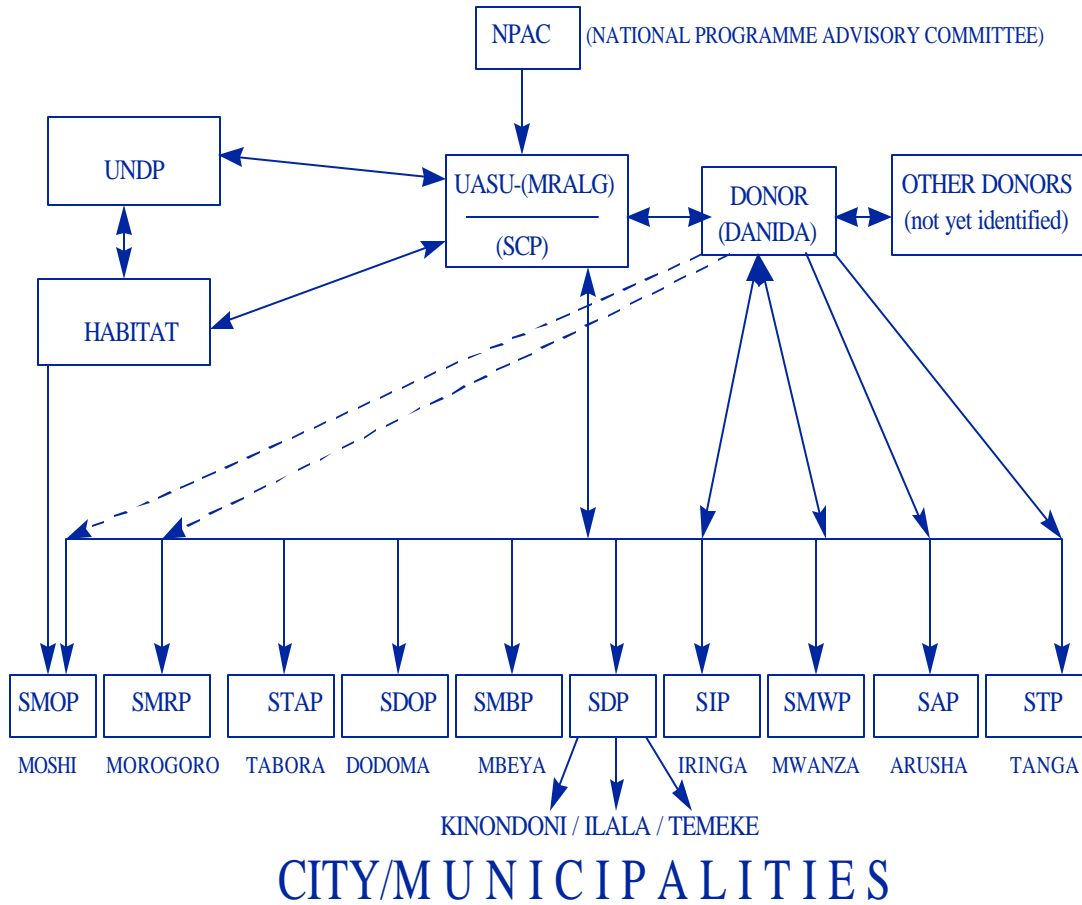 NPAC (NATIONAL PROGRAMME ADVISORY COMMITTEE)
UNDP
UASU-(MRALG)
(SCP)
DONOR
(DANIDA)
OTHER DONORS
(not yet identified)
HABITAT
SMOP SMRP STAP SDOP SMBP SDP SIP SMWP SAP STP
MOSHI MOROGORO TABORA DODOMA MBEYA IRINGA MWANZA ARUSHA TANGA
KINONDONI / ILALA / TEMEKE
CITY/MUNICIPALITIES